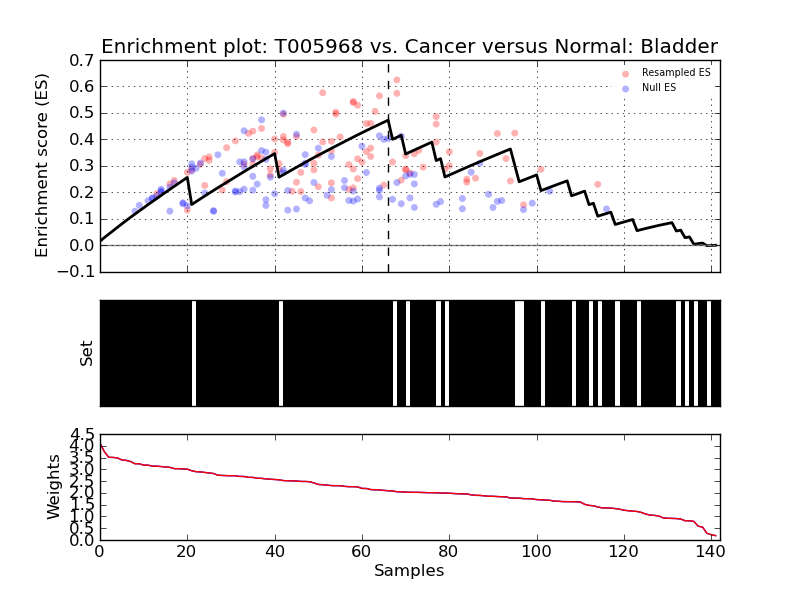 Enrichment plot: T005968 vs. Cancer versus Normal: Bladder
0.7
0.6
0.5
0.4
0.3
0.2
0.1
0.0
−0.1
Enrichment score (ES)
Resampled ES
Null ES
Set
4.5
4.0
3.5
3.0
2.5
2.0
1.5
1.0
0.5
0.0
Weights
0 20 40 60 80 100 120 140
Samples